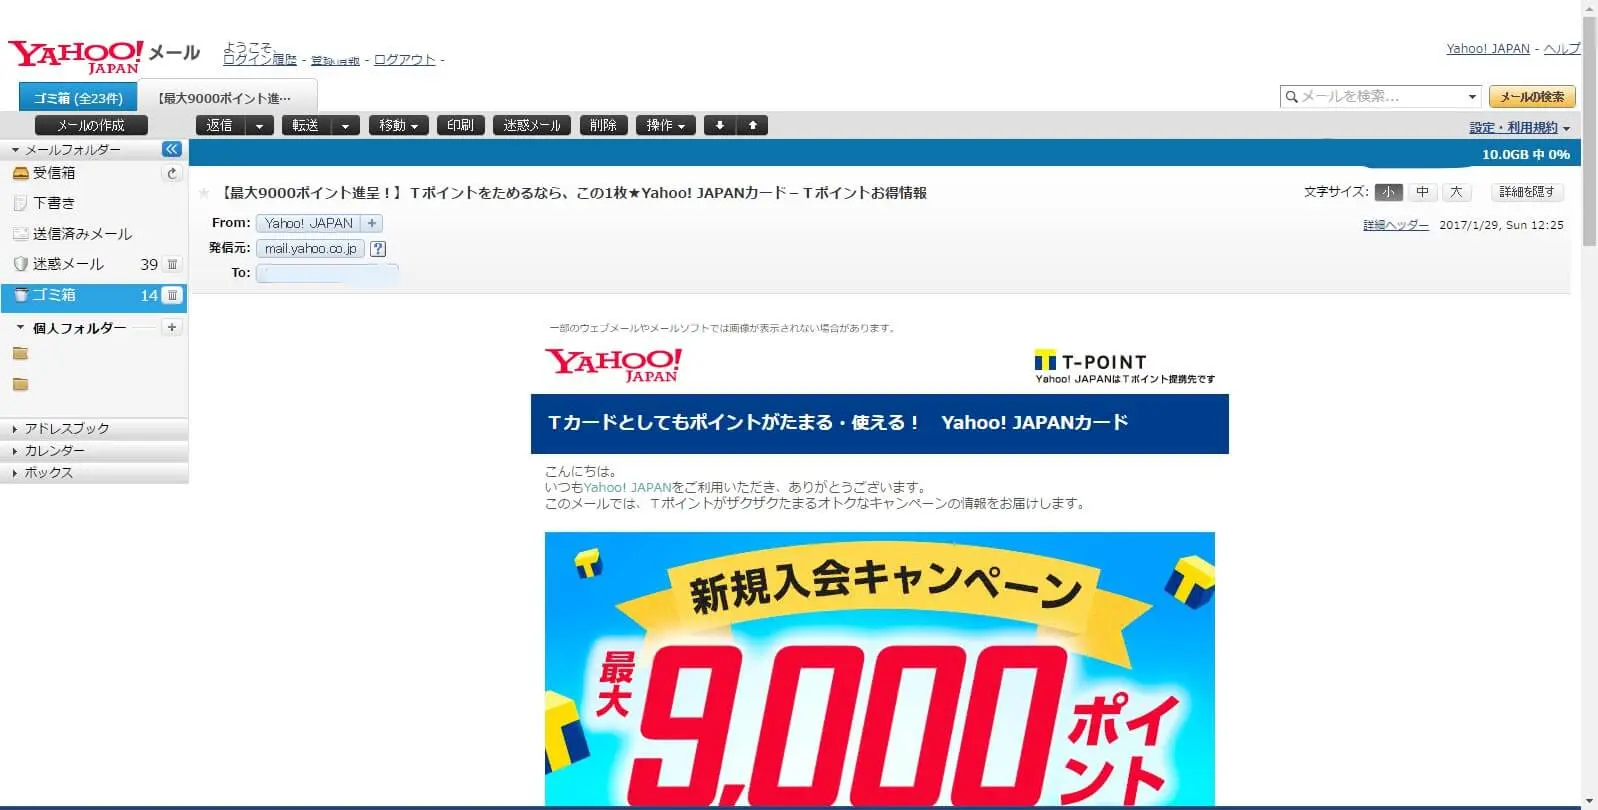 YAHOO! JAPAN メール
ようこそ、
ログイン履歴 - 登録情報 - ログアウト -
Yahoo! JAPAN - ヘルプ
ゴミ箱 (全23件)
【最大9000ポイント進…
メールを検索...
メールの検索
メールの作成
返信
転送
移動
印刷
迷惑メール
削除
操作
設定・利用規約
メールフォルダー
10.0GB 中 0%
受信箱
下書き
送信済みメール
迷惑メール 39
ゴミ箱 14
個人フォルダー
アドレスブック
カレンダー
ボックス
【最大9000ポイント進呈!】Tポイントをためるなら、この1枚★Yahoo! JAPANカード－Tポイントお得情報
文字サイズ: 小 中 大 詳細を隠す
From: Yahoo! JAPAN +
詳細ヘッダー 2017/1/29, Sun 12:25
発信元: mail.yahoo.co.jp ?
To:
一部のウェブメールやメールソフトでは画像が表示されない場合があります。
YAHOO! JAPAN
T-POINT
Yahoo! JAPANはTポイント提携先です
Tカードとしてもポイントがたまる・使える! Yahoo! JAPANカード
こんにちは。
いつもYahoo! JAPANをご利用いただき、ありがとうございます。
このメールでは、Tポイントがザクザクたまるオトクなキャンペーンの情報をお届けします。
新規入会キャンペーン
最大9,000ポイント